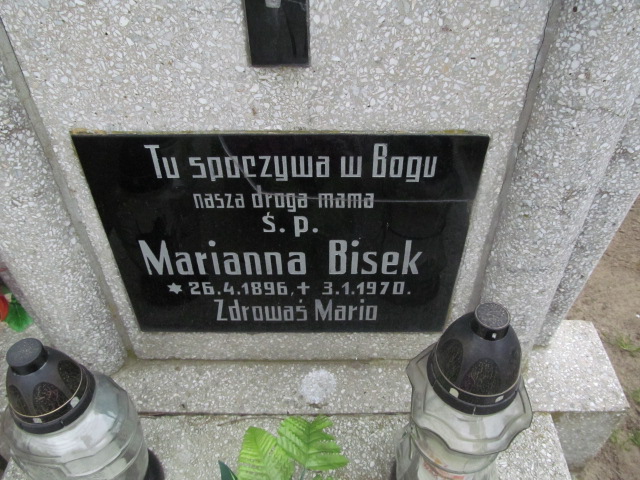 Tu spoczywa w Bogu
nasza droga mama
ś. p.
Marianna Bisek
* 26.4.1896, + 3.1.1970.
Zdrowaś Mario